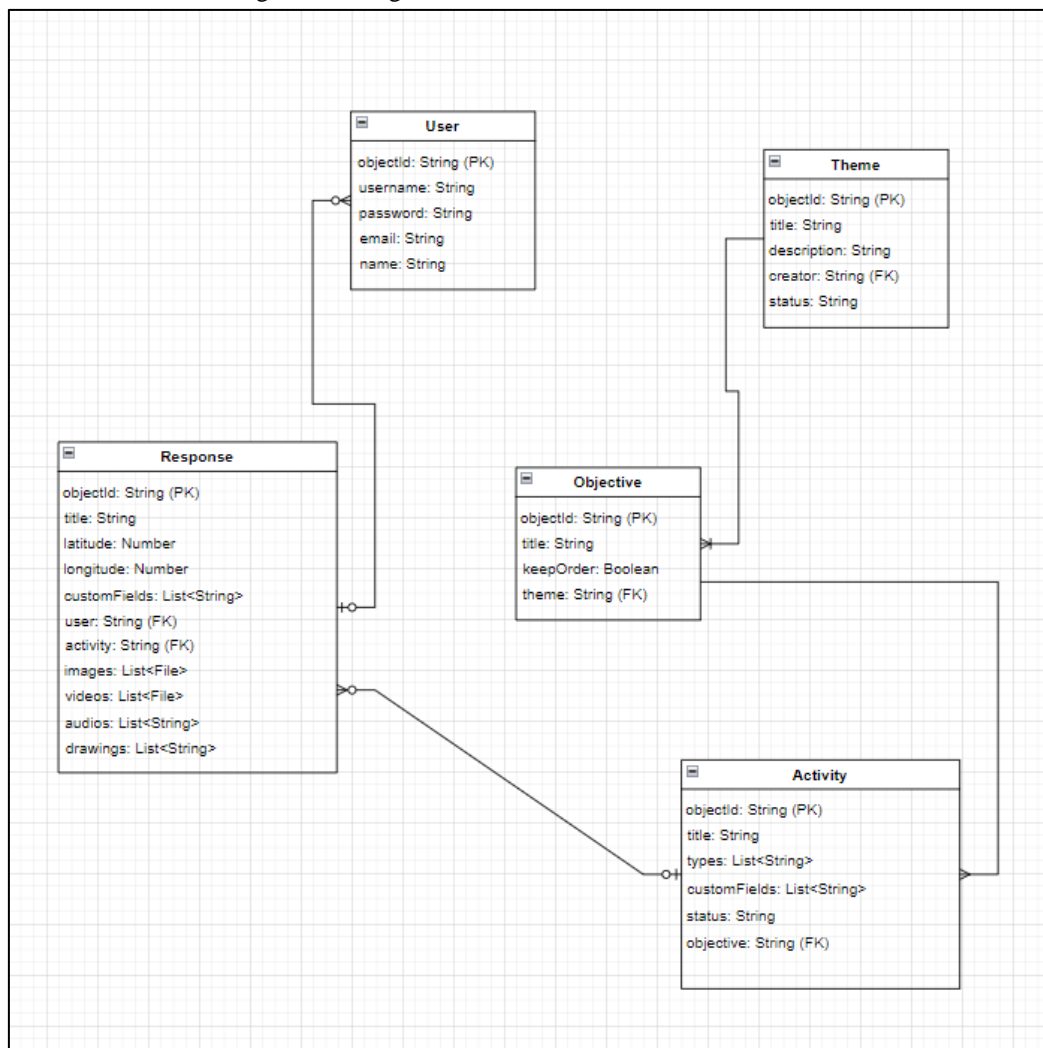 User
objectId: String (PK)
username: String
password: String
email: String
name: String
Theme
objectId: String (PK)
title: String
description: String
creator: String (FK)
status: String
Response
objectId: String (PK)
title: String
latitude: Number
longitude: Number
customFields: List<String>
user: String (FK)
activity: String (FK)
images: List<File>
videos: List<File>
audios: List<String>
drawings: List<String>
Objective
objectId: String (PK)
title: String
keepOrder: Boolean
theme: String (FK)
Activity
objectId: String (PK)
title: String
types: List<String>
customFields: List<String>
status: String
objective: String (FK)